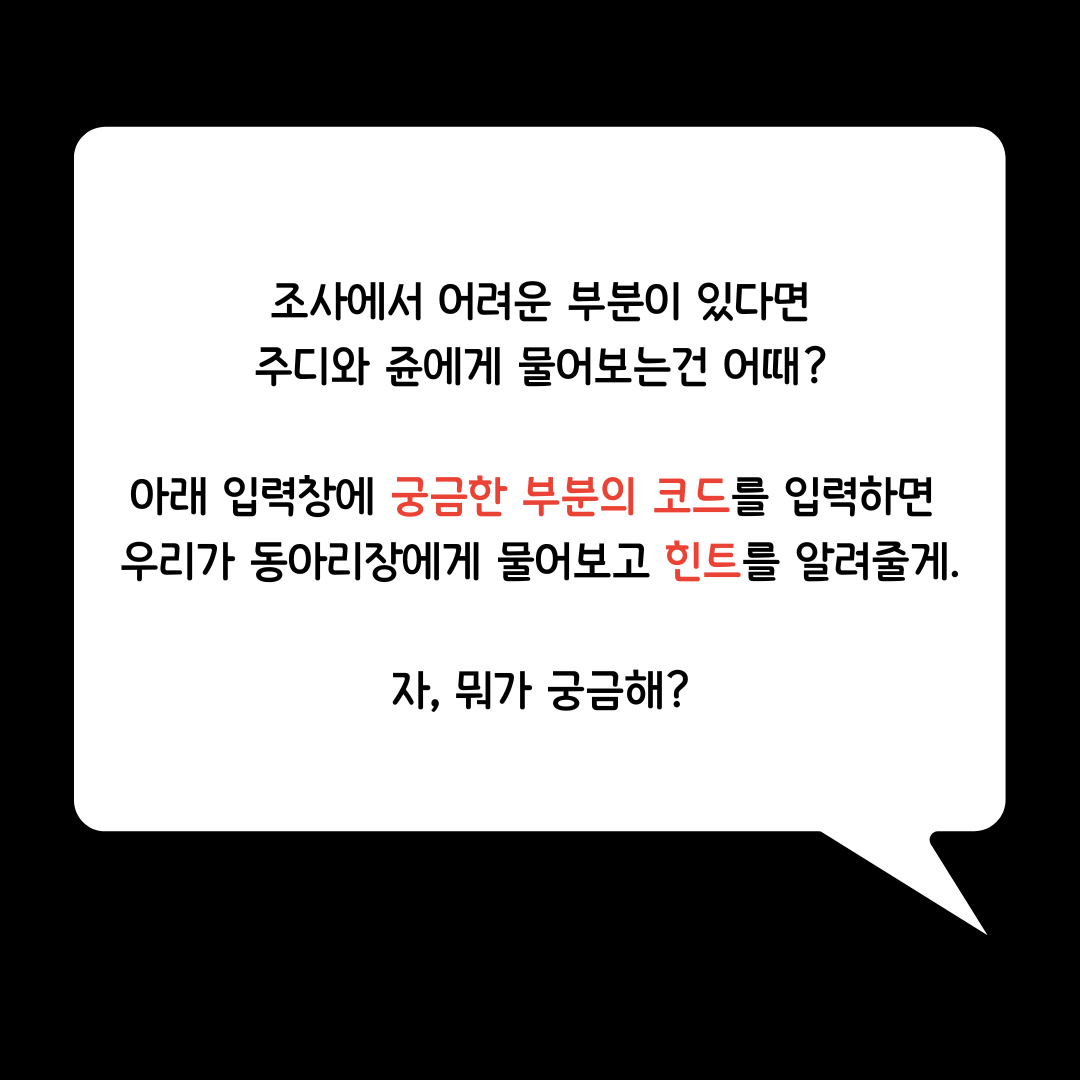 조사에서 어려운 부분이 있다면
주디와 쥰에게 물어보는건 어때?
아래 입력창에 궁금한 부분의 코드를 입력하면
우리가 동아리장에게 물어보고 힌트를 알려줄게.
자, 뭐가 궁금해?